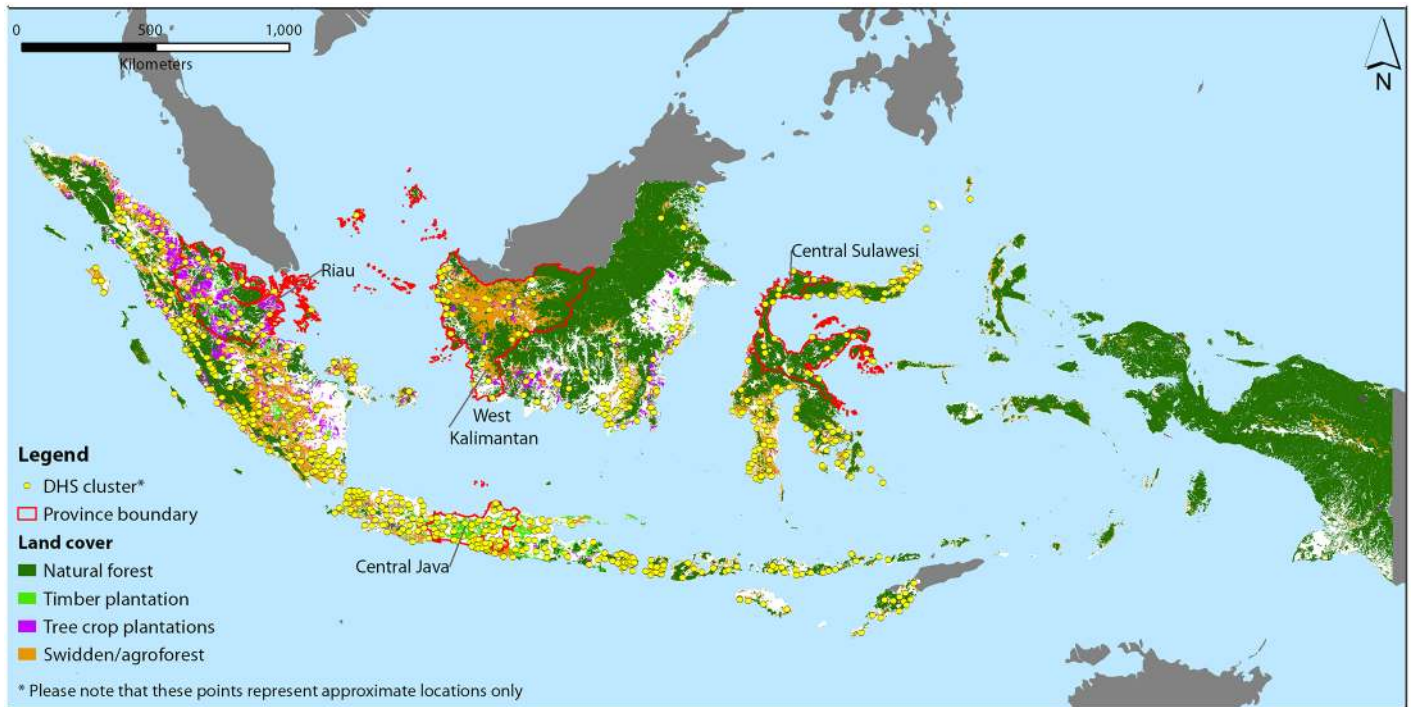 0 500 1,000
Kilometers
N
Central Sulawesi
Riau
West
Kalimantan
Legend
DHS cluster*
Province boundary
Central Java
Land cover
Natural forest
Timber plantation
Tree crop plantations
Swidden/agroforest
* Please note that these points represent approximate locations only